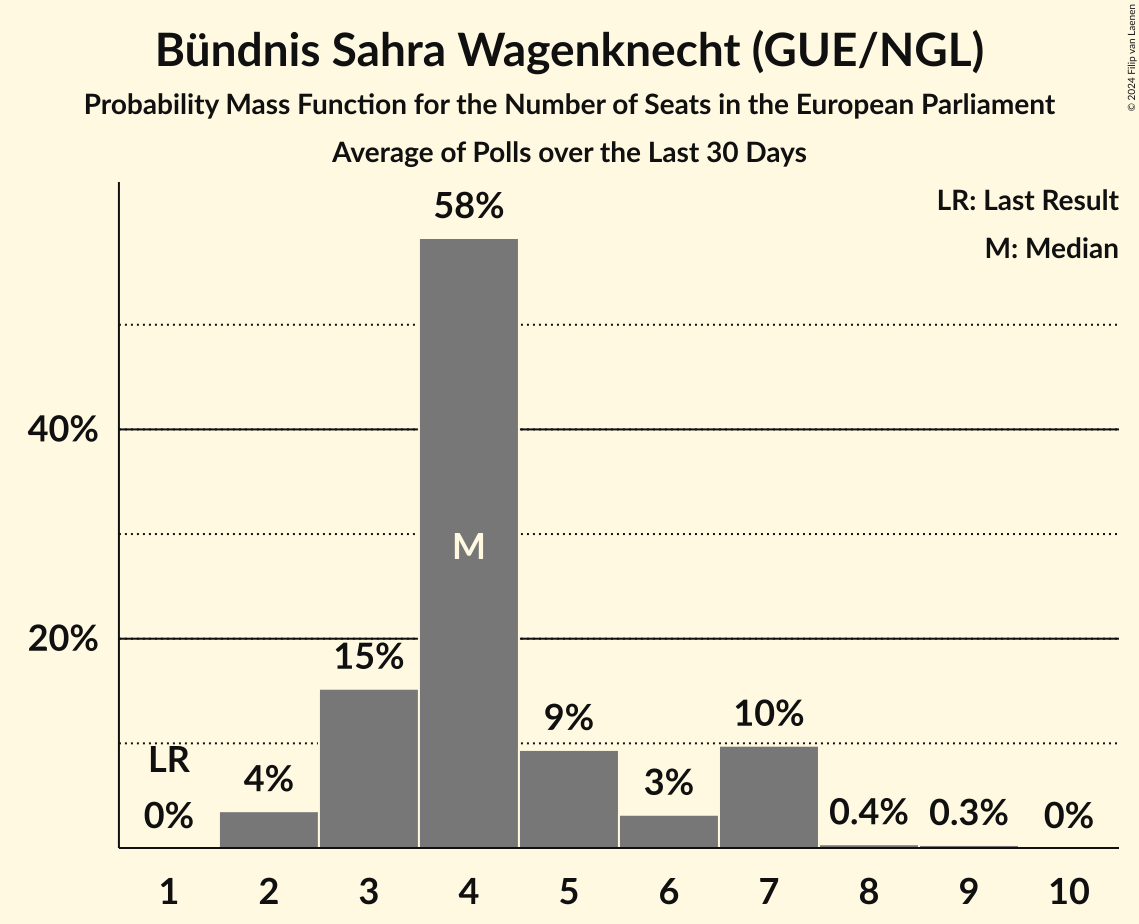 Bündnis Sahra Wagenknecht (GUE/NGL)
Probability Mass Function for the Number of Seats in the European Parliament
Average of Polls over the Last 30 Days
© 2024 Filip van Laenen
LR: Last Result
M: Median
58%
40%
M
20%
15%
9%
10%
LR
4%
3%
0%
0.4%
0.3%
0%
1 2 3 4 5 6 7 8 9 10